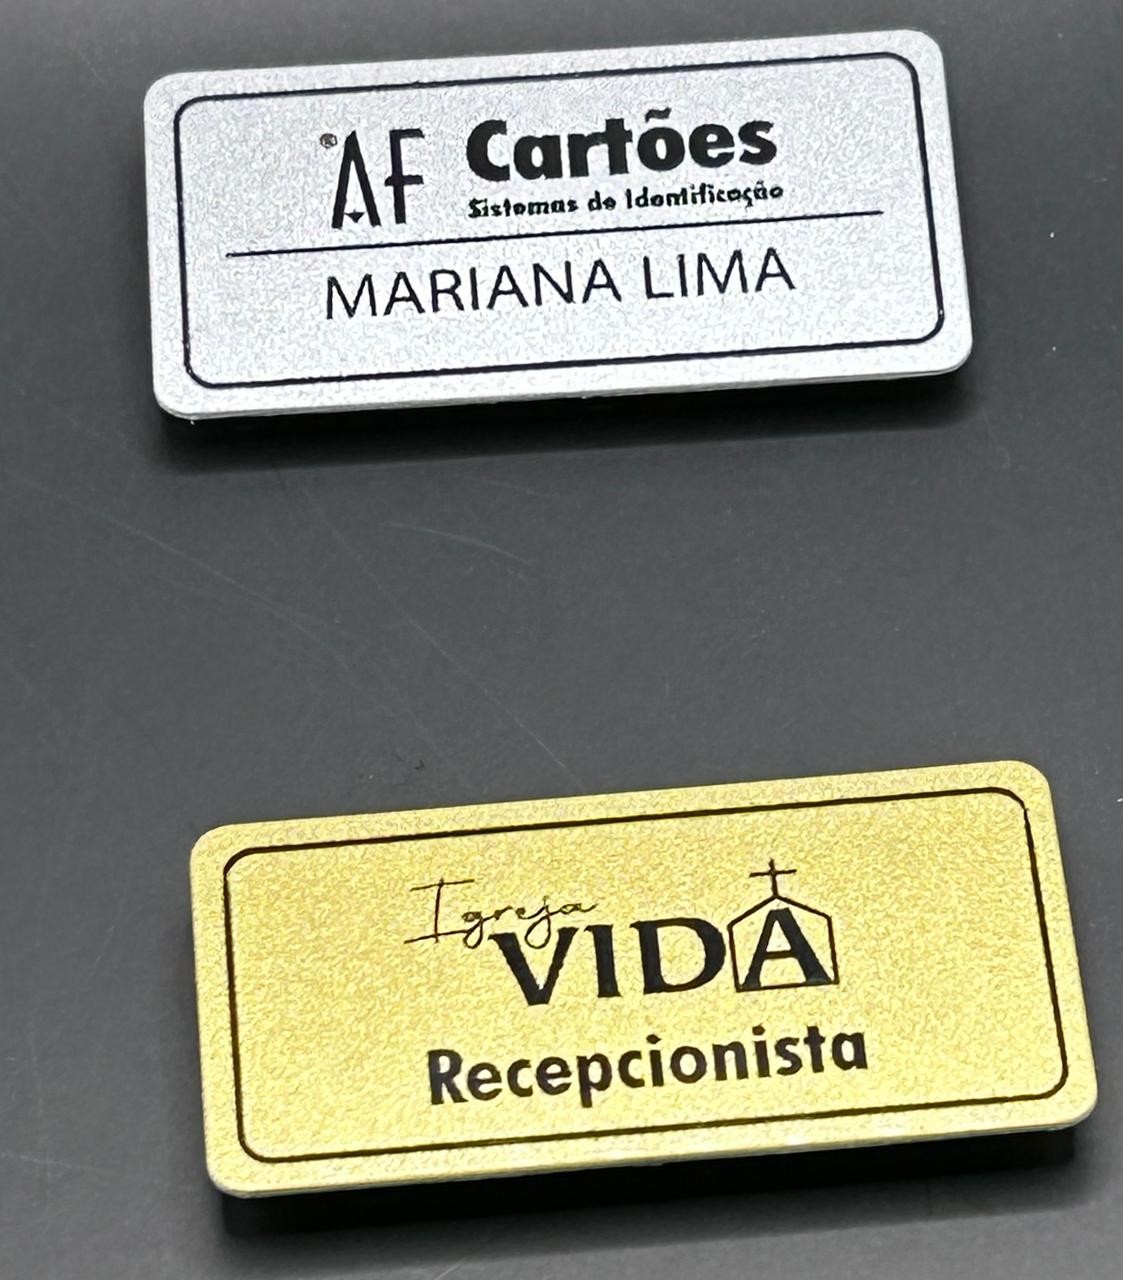 ®AF Cartões
Sistemas de Identificação
MARIANA LIMA
Igreja
VIDA
Recepcionista